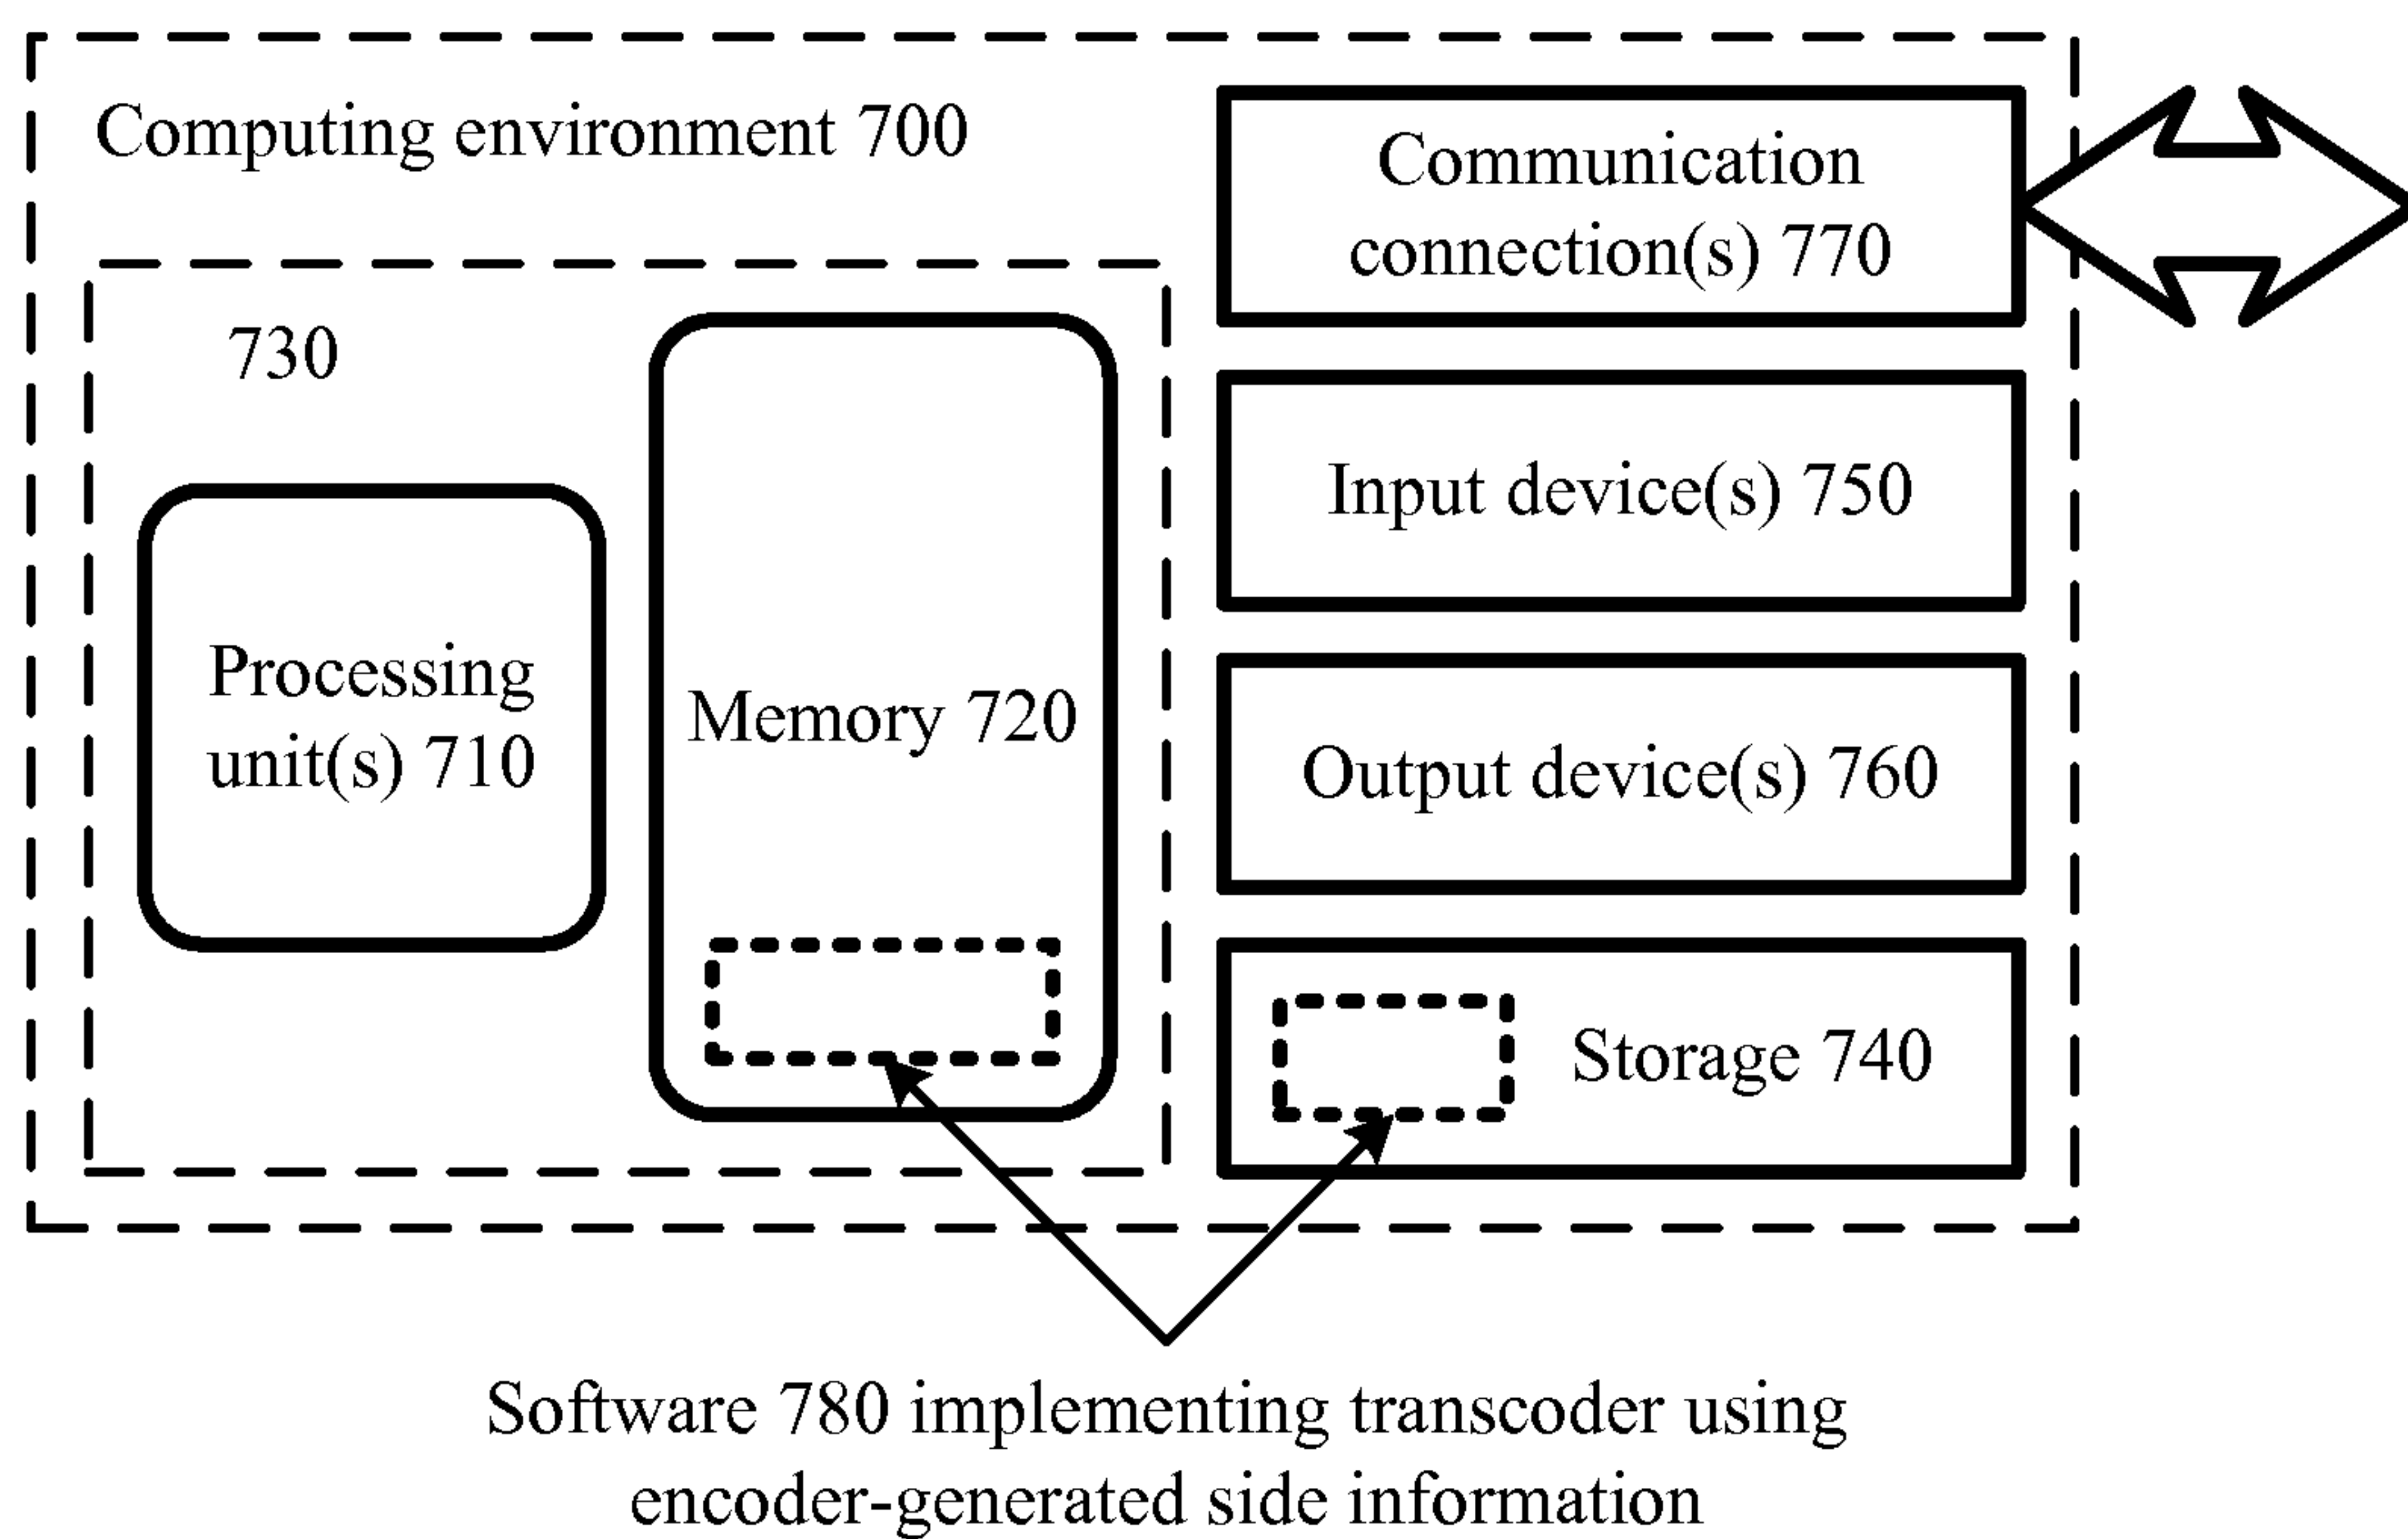 Computing environment 700
730
Processing
unit(s) 710
Memory 720
Communication
connection(s) 770
Input device(s) 750
Output device(s) 760
Storage 740
Software 780 implementing transcoder using
encoder-generated side information